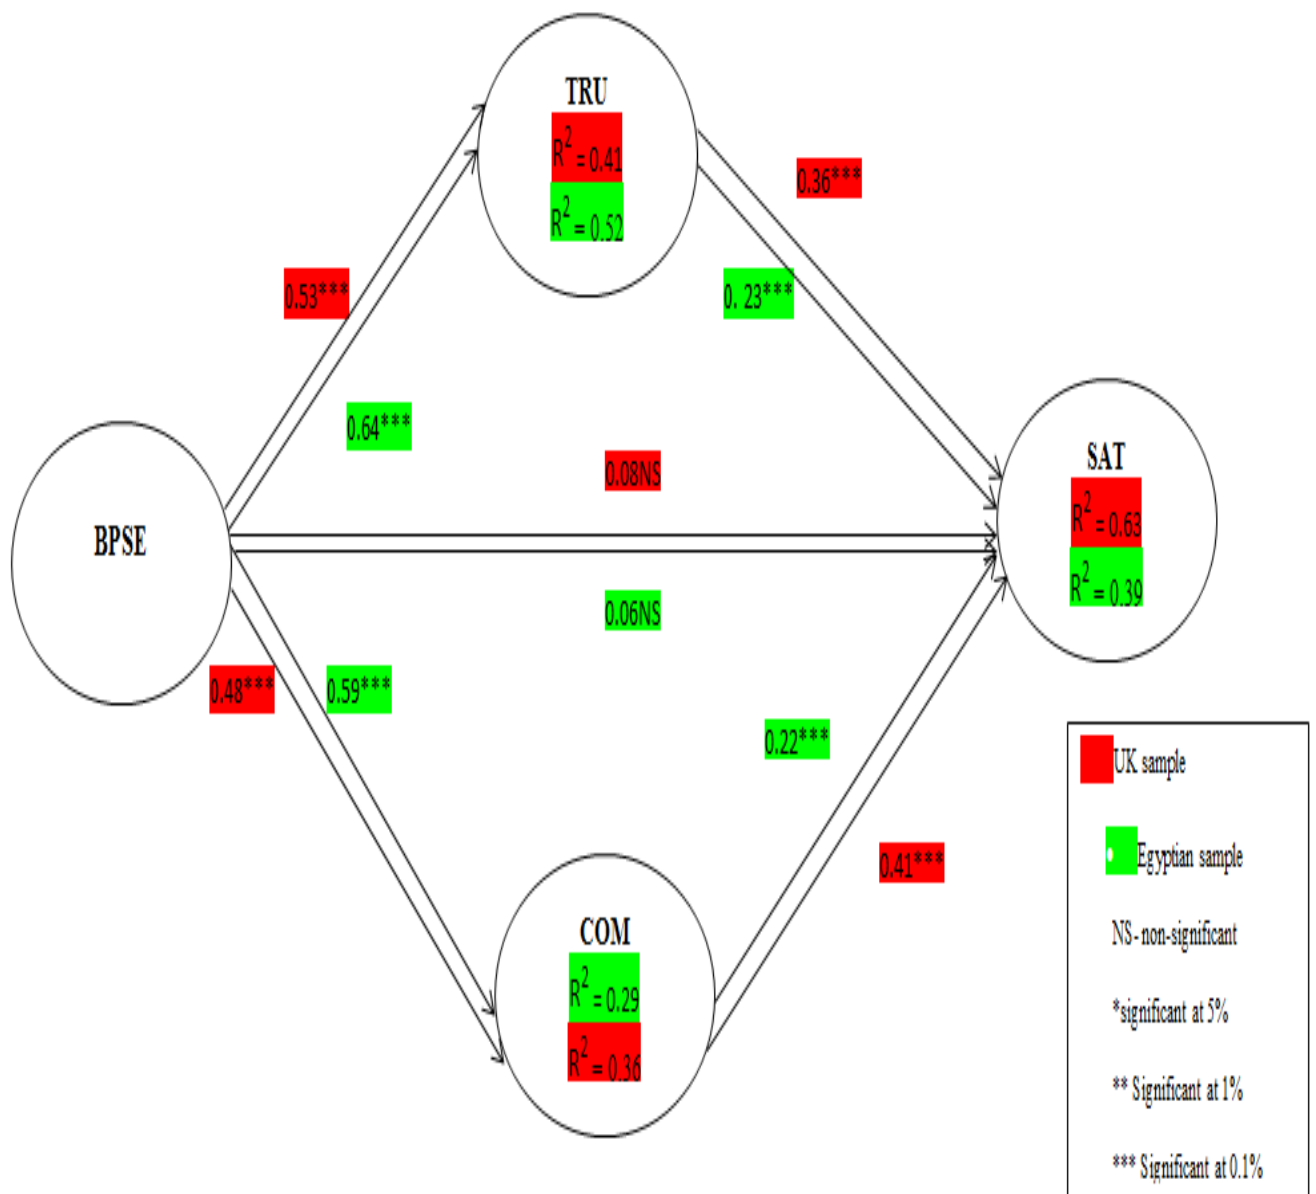 TRU
R² = 0.41
R² = 0.52
0.36***
0.53***
0. 23***
0.64***
0.08NS
SAT
R² = 0.63
R² = 0.39
BPSE
0.06NS
0.48***
0.59***
0.22***
0.41***
COM
R² = 0.29
R² = 0.36
UK sample
Egyptian sample
NS- non-significant
*significant at 5%
** Significant at 1%
*** Significant at 0.1%